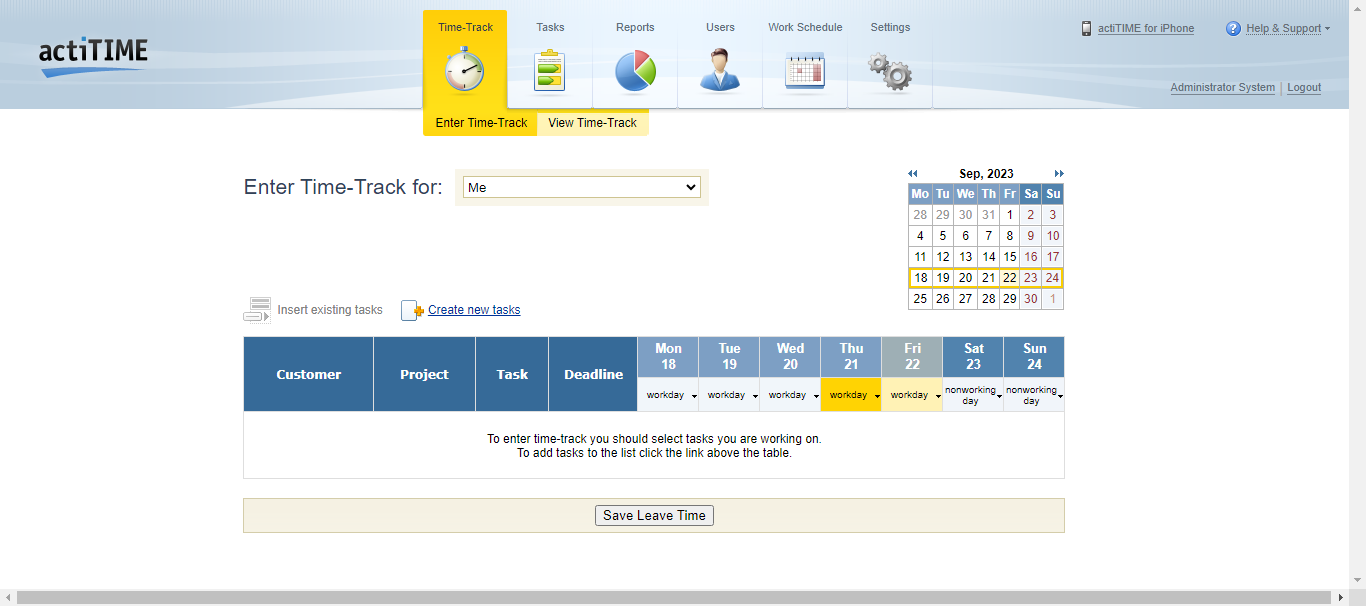 actiTIME
Time-Track
Tasks
Reports
Users
Work Schedule
Settings
actiTIME for iPhone
? Help & Support
Administrator System | Logout
Enter Time-Track
View Time-Track
Enter Time-Track for:
Me
Sep, 2023
Mo Tu We Th Fr Sa Su
28 29 30 31 1 2 3
4 5 6 7 8 9 10
11 12 13 14 15 16 17
18 19 20 21 22 23 24
25 26 27 28 29 30 1
Insert existing tasks
Create new tasks
Customer Project Task Deadline
Mon Tue Wed Thu Fri Sat Sun
18 19 20 21 22 23 24
workday workday workday workday workday nonworking day nonworking day
To enter time-track you should select tasks you are working on.
To add tasks to the list click the link above the table.
Save Leave Time